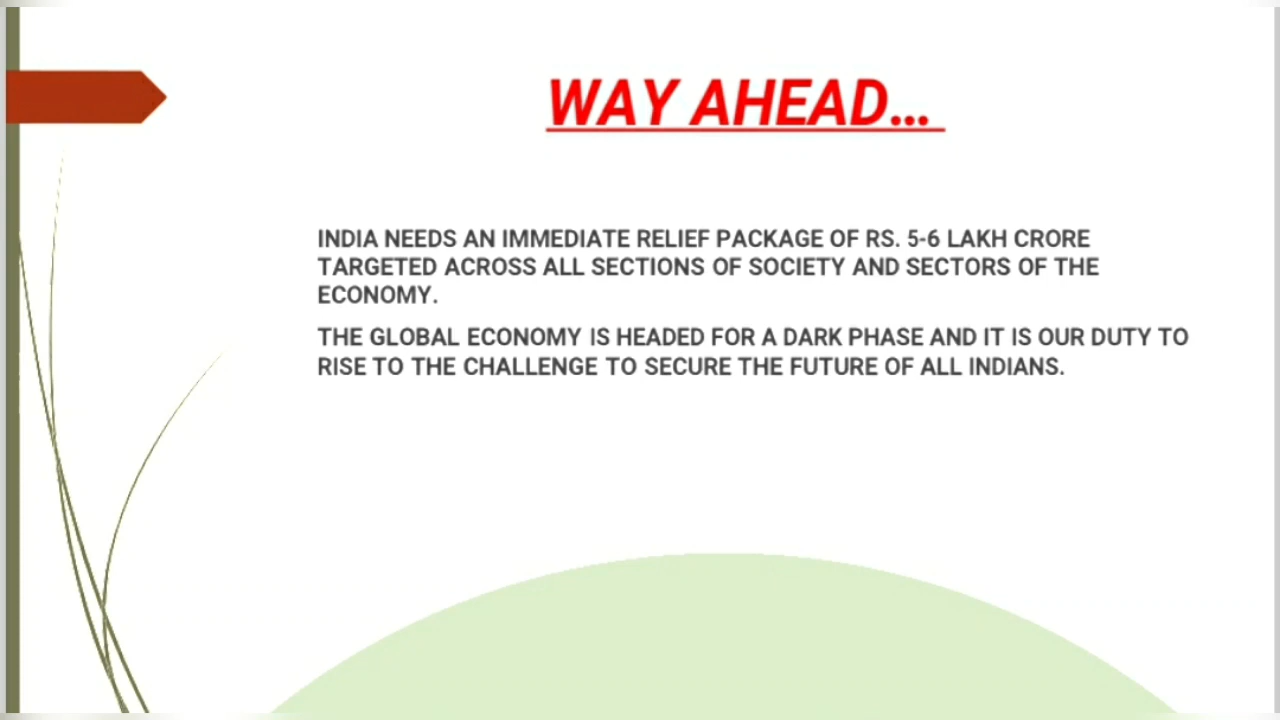 WAY AHEAD...
INDIA NEEDS AN IMMEDIATE RELIEF PACKAGE OF RS. 5-6 LAKH CRORE
TARGETED ACROSS ALL SECTIONS OF SOCIETY AND SECTORS OF THE
ECONOMY.
THE GLOBAL ECONOMY IS HEADED FOR A DARK PHASE AND IT IS OUR DUTY TO
RISE TO THE CHALLENGE TO SECURE THE FUTURE OF ALL INDIANS.